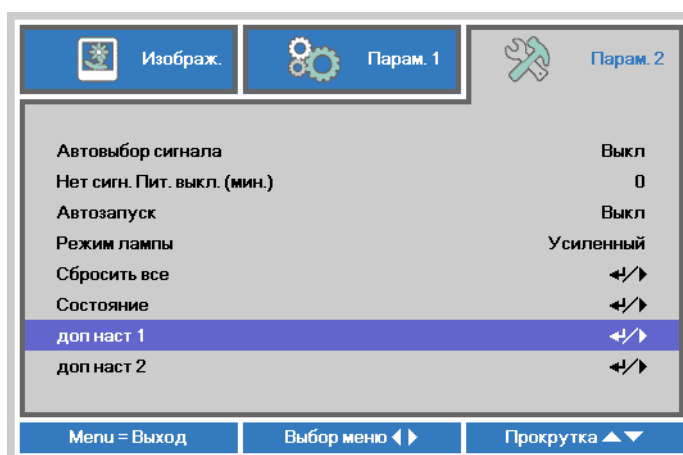 Изображ. Парам. 1 Парам. 2
Автовыбор сигнала Выкл
Нет сигн. Пит. выкл. (мин.) 0
Автозапуск Выкл
Режим лампы Усиленный
Сбросить все
Состояние
доп наст 1
доп наст 2
Menu = Выход Выбор меню Прокрутка